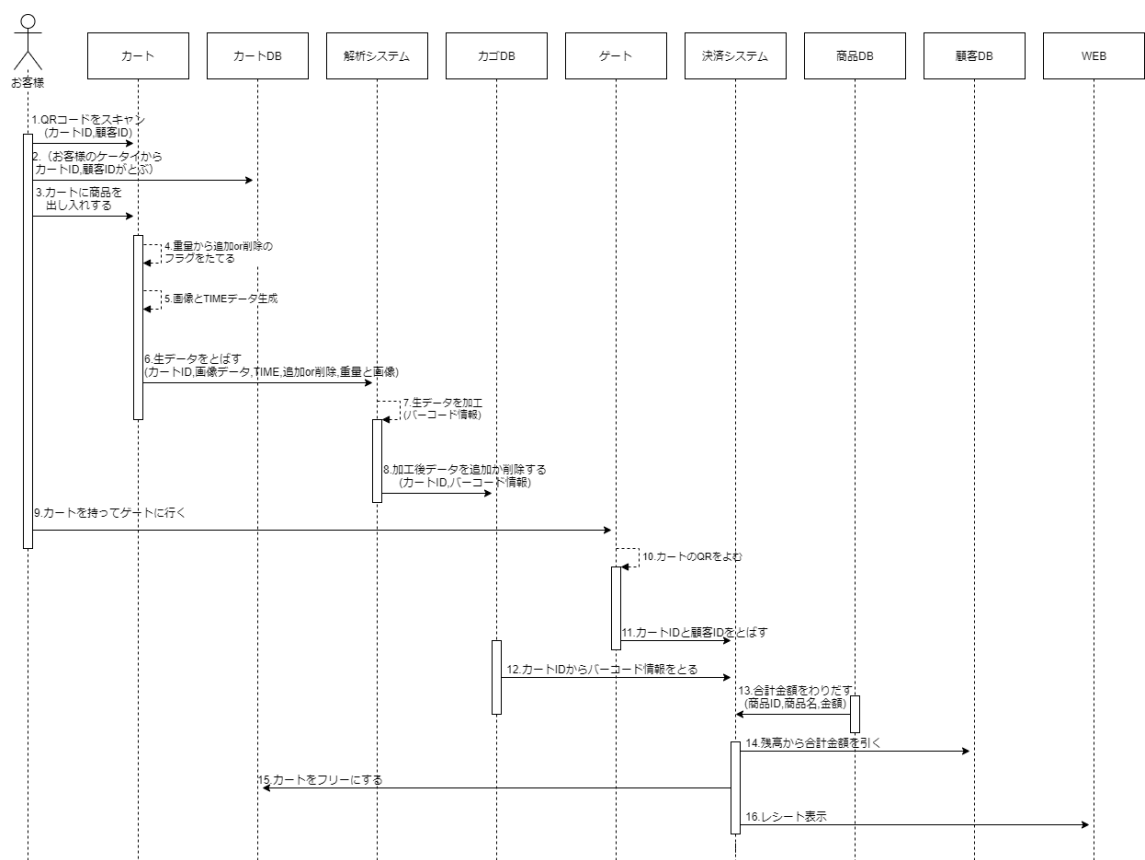 お客様
カート
カートDB
解析システム
カゴDB
ゲート
決済システム
商品DB
顧客DB
WEB
1.QRコードをスキャン
(カートID,顧客ID)
2.（お客様のケータイから
カートID,顧客IDがとぶ）
3.カートに商品を
出し入れする
4.重量から追加or削除の
フラグをたてる
5.画像とTIMEデータ生成
6.生データをとばす
(カートID,画像データ,TIME,追加or削除,重量と画像)
7.生データを加工
(バーコード情報)
8.加工後データを追加か削除する
(カートID,バーコード情報)
9.カートを持ってゲートに行く
10.カートのQRをよむ
11.カートIDと顧客IDをとばす
12.カートIDからバーコード情報をとる
13.合計金額をわりだす
(商品ID,商品名,金額)
14.残高から合計金額を引く
15.カートをフリーにする
16.レシート表示